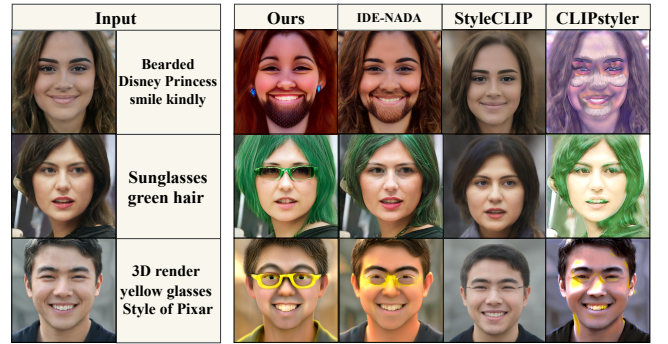 Input
Ours
IDE-NADA
StyleCLIP
CLIPstyler
Bearded
Disney Princess
smile kindly
Sunglasses
green hair
3D render
yellow glasses
Style of Pixar